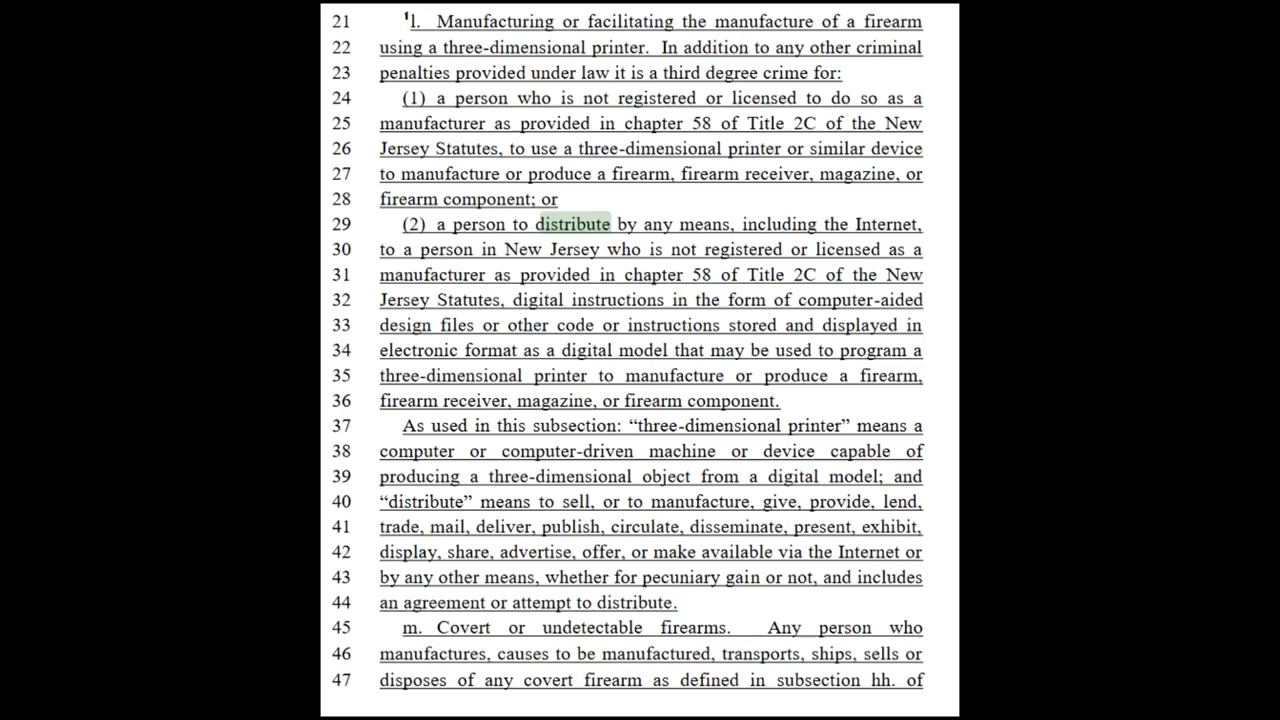 21 ¹l. Manufacturing or facilitating the manufacture of a firearm
22 using a three-dimensional printer. In addition to any other criminal
23 penalties provided under law it is a third degree crime for:
24 (1) a person who is not registered or licensed to do so as a
25 manufacturer as provided in chapter 58 of Title 2C of the New
26 Jersey Statutes, to use a three-dimensional printer or similar device
27 to manufacture or produce a firearm, firearm receiver, magazine, or
28 firearm component; or
29 (2) a person to distribute by any means, including the Internet,
30 to a person in New Jersey who is not registered or licensed as a
31 manufacturer as provided in chapter 58 of Title 2C of the New
32 Jersey Statutes, digital instructions in the form of computer-aided
33 design files or other code or instructions stored and displayed in
34 electronic format as a digital model that may be used to program a
35 three-dimensional printer to manufacture or produce a firearm,
36 firearm receiver, magazine, or firearm component.
37 As used in this subsection: “three-dimensional printer” means a
38 computer or computer-driven machine or device capable of
39 producing a three-dimensional object from a digital model; and
40 “distribute” means to sell, or to manufacture, give, provide, lend,
41 trade, mail, deliver, publish, circulate, disseminate, present, exhibit,
42 display, share, advertise, offer, or make available via the Internet or
43 by any other means, whether for pecuniary gain or not, and includes
44 an agreement or attempt to distribute.
45 m. Covert or undetectable firearms. Any person who
46 manufactures, causes to be manufactured, transports, ships, sells or
47 disposes of any covert firearm as defined in subsection hh. of